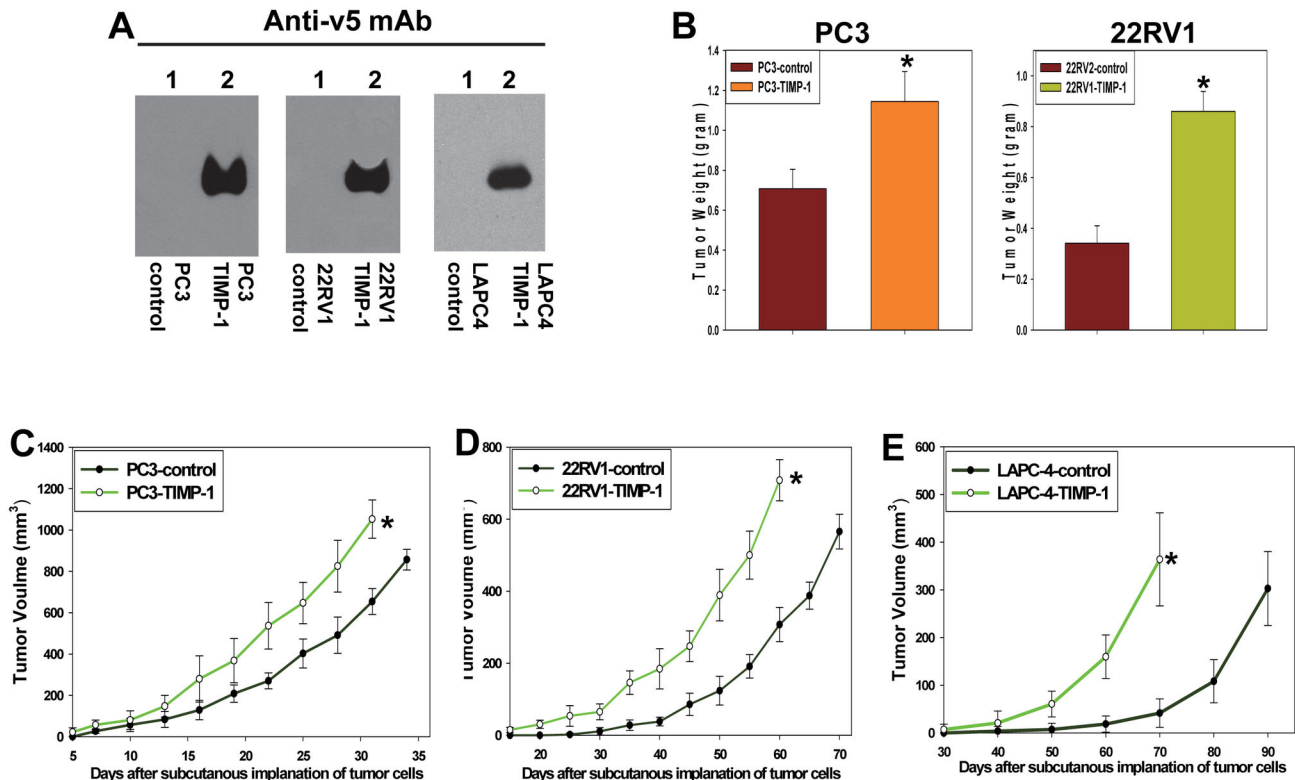 A
Anti-v5 mAb
1 2
1 2
1 2
PC3
control
PC3
TIMP-1
22RV1
control
22RV1
TIMP-1
LAPC4
control
LAPC4
TIMP-1
B
PC3
Tumor Weight (gram)
1.4
1.2
1.0
0.8
0.6
0.4
0.2
0.0
PC3-control
PC3-TIMP-1
*
22RV1
Tumor Weight (gram)
1.0
0.8
0.6
0.4
0.2
0.0
22RV2-control
22RV1-TIMP-1
*
C
Tumor Voulme (mm³)
1400
1200
1000
800
600
400
200
0
PC3-control
PC3-TIMP-1
*
5 10 15 20 25 30 35
Days after subcutanous implanation of tumor cells
D
Tumor Volume (mm
800
600
400
200
0
22RV1-control
22RV1-TIMP-1
*
20 30 40 50 60 70
Days after subcutanous implanation of tumor cells
E
Tumor Volume (mm³)
600
500
400
300
200
100
0
LAPC-4-control
LAPC-4-TIMP-1
*
30 40 50 60 70 80 90
Days after subcutanous implanation of tumor cells